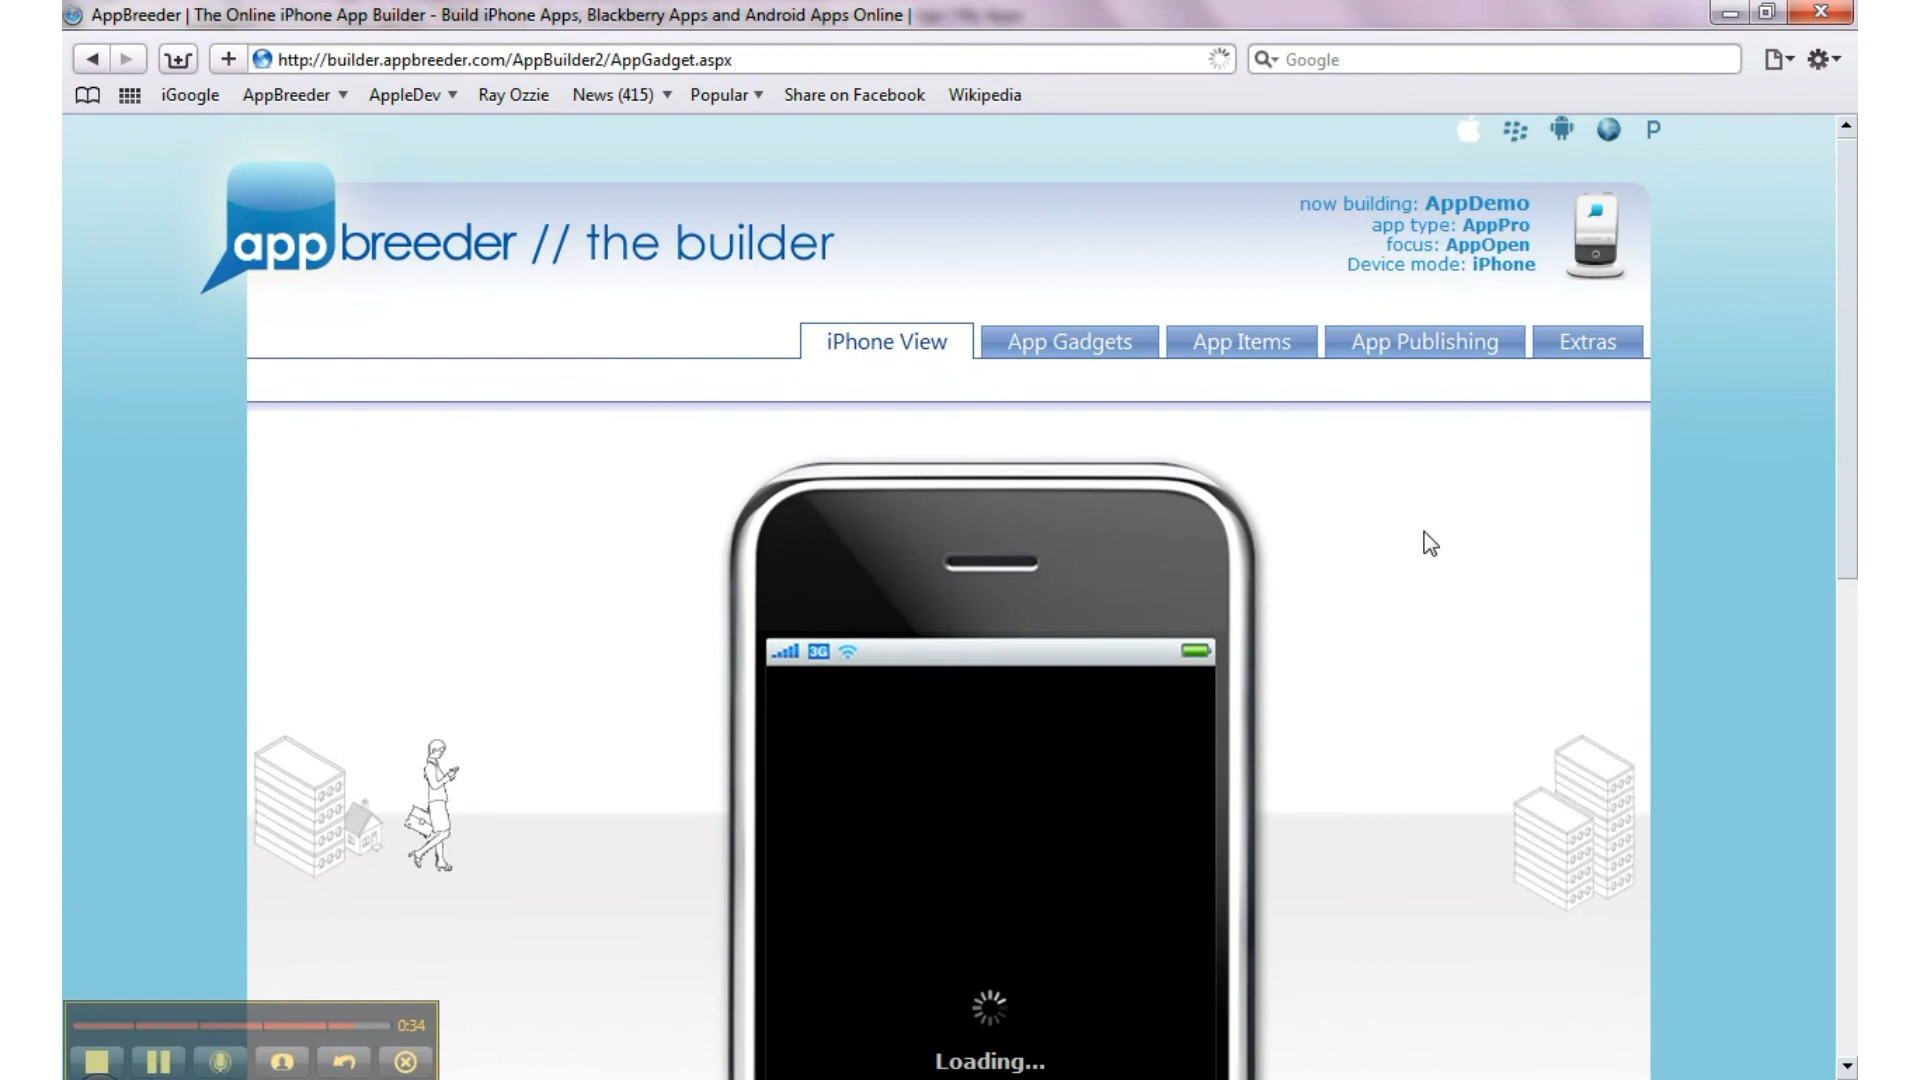 AppBreeder | The Online iPhone App Builder - Build iPhone Apps, Blackberry Apps and Android Apps Online |
http://builder.appbreeder.com/AppBuilder2/AppGadget.aspx
Google
iGoogle AppBreeder AppleDev Ray Ozzie News (415) Popular Share on Facebook Wikipedia
P
appbreeder // the builder
now building: AppDemo
app type: AppPro
focus: AppOpen
Device mode: iPhone
iPhone View App Gadgets App Items App Publishing Extras
3G
Loading...
0:34